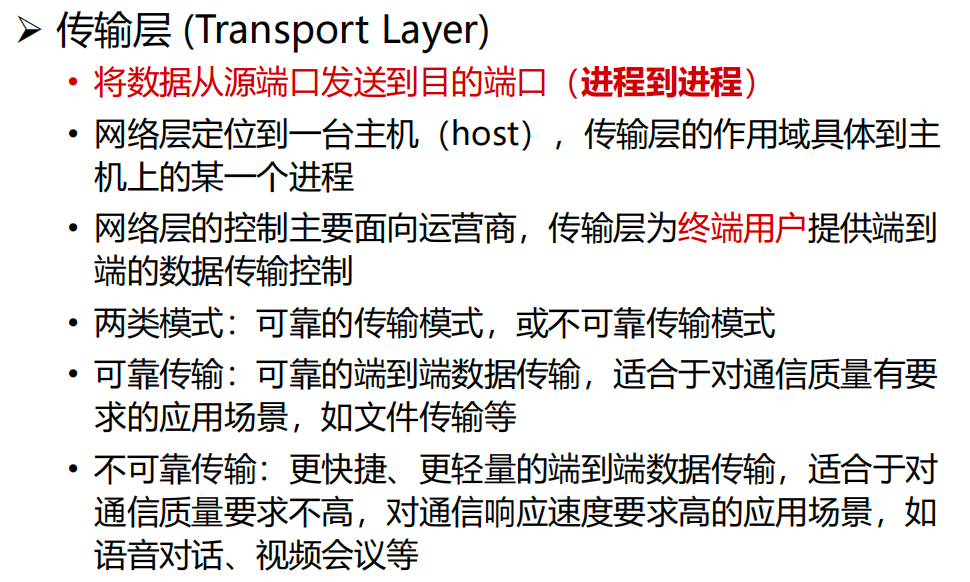 ➢ 传输层 (Transport Layer)
• 将数据从源端口发送到目的端口（进程到进程）
• 网络层定位到一台主机（host），传输层的作用域具体到主
机上的某一个进程
• 网络层的控制主要面向运营商，传输层为终端用户提供端到
端的数据传输控制
• 两类模式：可靠的传输模式，或不可靠传输模式
• 可靠传输：可靠的端到端数据传输，适合于对通信质量有要
求的应用场景，如文件传输等
• 不可靠传输：更快捷、更轻量的端到端数据传输，适合于对
通信质量要求不高，对通信响应速度要求高的应用场景，如
语音对话、视频会议等